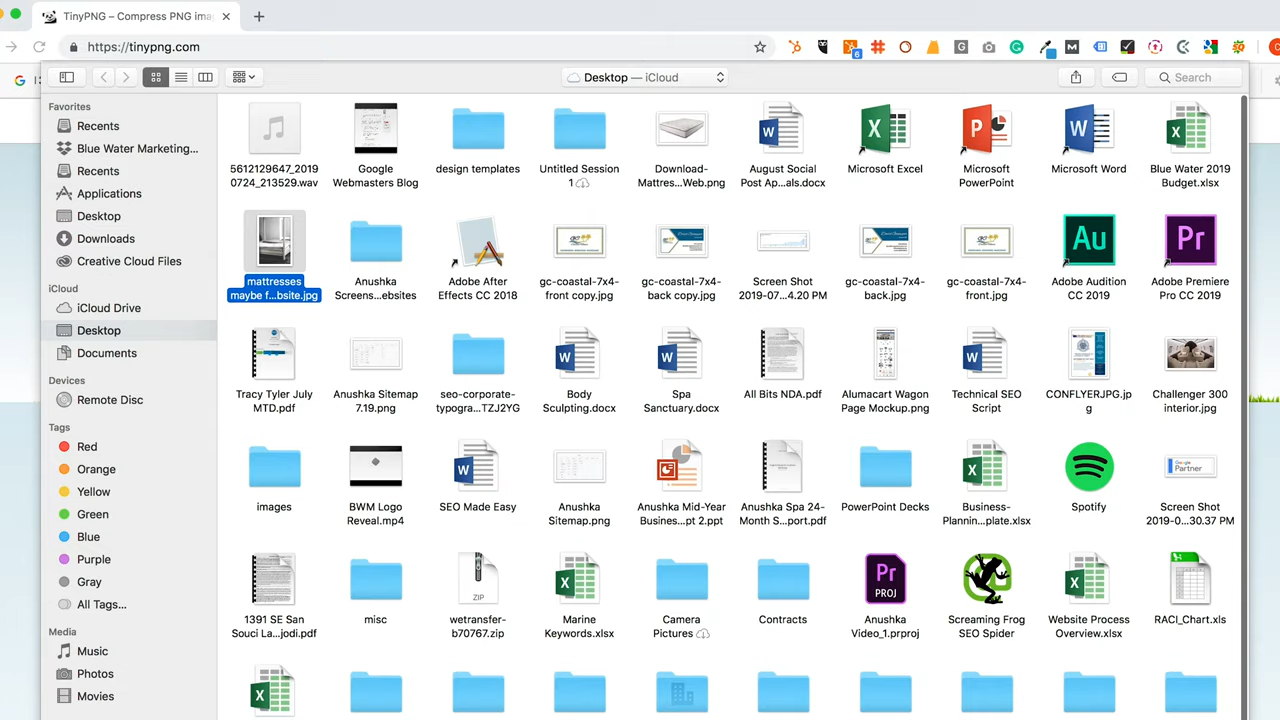 TinyPNG – Compress PNG ima
https://tinypng.com
6
G
M
G
Desktop — iCloud
Search
Favorites
Recents
Blue Water Marketing...
Recents
Applications
Desktop
Downloads
Creative Cloud Files
iCloud
iCloud Drive
Desktop
Documents
Devices
Remote Disc
Tags
Red
Orange
Yellow
Green
Blue
Purple
Gray
All Tags...
Media
Music
Photos
Movies
5612129647_2019
0724_213529.wav
Google
Webmasters Blog
design templates
Untitled Session
1
Download-
Mattres...Web.png
W
August Social
Post Ap...als.docx
X
Microsoft Excel
P
Microsoft
PowerPoint
W
Microsoft Word
X
Blue Water 2019
Budget.xlsx
mattresses
maybe f...bsite.jpg
Anushka
Screens...ebsites
Adobe After
Effects CC 2018
gc-coastal-7x4-
front copy.jpg
gc-coastal-7x4-
back copy.jpg
Screen Shot
2019-07...4.20 PM
gc-coastal-7x4-
back.jpg
gc-coastal-7x4-
front.jpg
Au
Adobe Audition
CC 2019
Pr
Adobe Premiere
Pro CC 2019
Tracy Tyler July
MTD.pdf
Anushka Sitemap
7.19.png
seo-corporate-
typogra...TZJ2YG
W
Body
Sculpting.docx
W
Spa
Sanctuary.docx
All Bits NDA.pdf
Alumacart Wagon
Page Mockup.png
W
Technical SEO
Script
CONFLYERJPG.jp
g
Challenger 300
interior.jpg
images
BWM Logo
Reveal.mp4
W
SEO Made Easy
Anushka
Sitemap.png
Anushka Mid-Year
Busines...pt 2.ppt
Anushka Spa 24-
Month S...port.pdf
PowerPoint Decks
X
Business-
Plannin...plate.xlsx
Spotify
Google
Partner
Screen Shot
2019-0...30.37 PM
1391 SE San
Souci La...jodi.pdf
misc
ZIP
wetransfer-
b70767.zip
X
Marine
Keywords.xlsx
Camera
Pictures
Contracts
Pr
PROJ
Anushka
Video_1.prproj
Screaming Frog
SEO Spider
X
Website Process
Overview.xlsx
RACI_Chart.xls
X